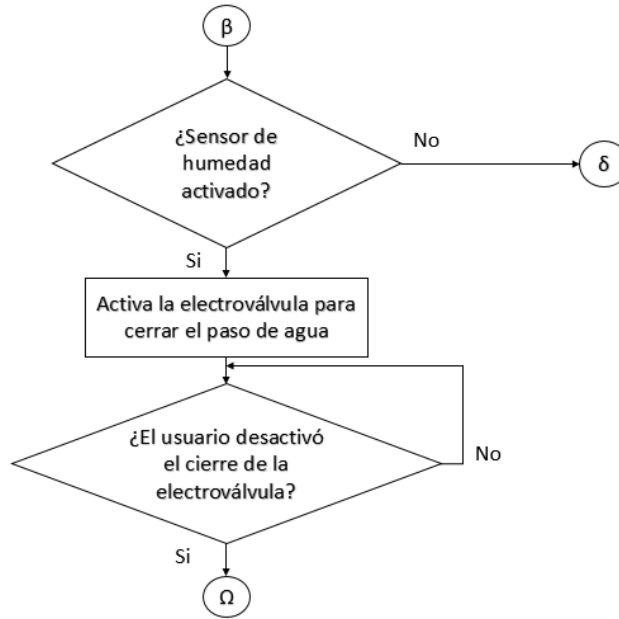 β
¿Sensor de
humedad
activado?
No
δ
Si
Activa la electroválvula para
cerrar el paso de agua
¿El usuario desactivó
el cierre de la
electroválvula?
No
Si
Ω